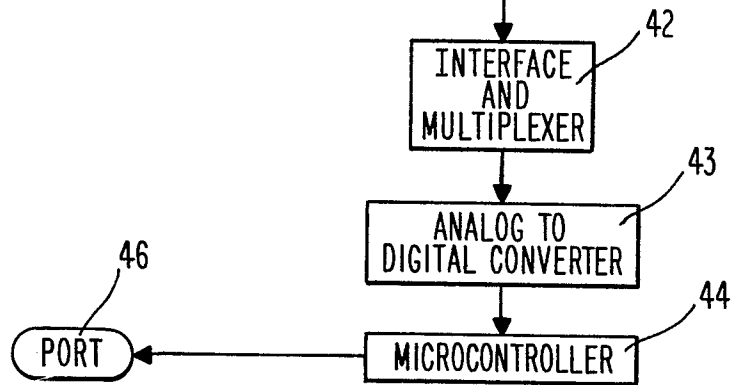 42
INTERFACE
AND
MULTIPLEXER
43
ANALOG TO
DIGITAL CONVERTER
46
44
PORT
MICROCONTROLLER